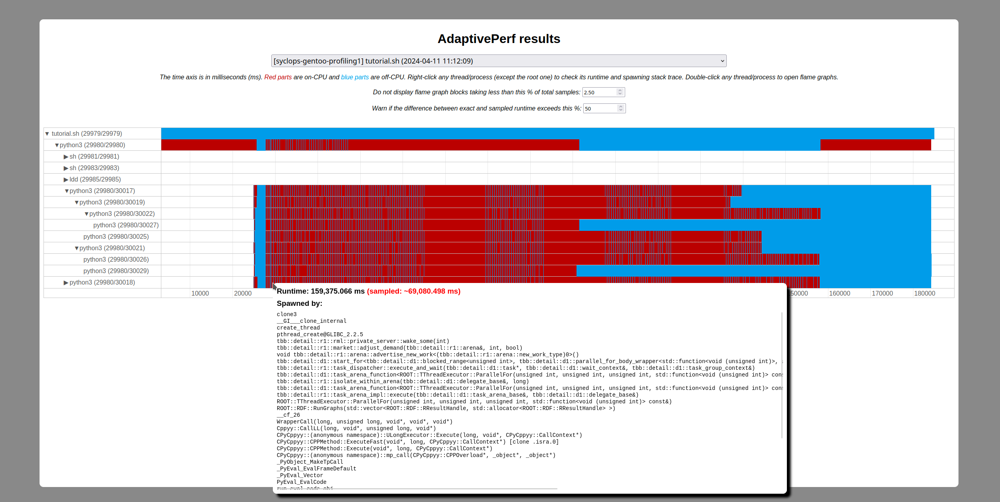 AdaptivePerf results
[syclops-gentoo-profiling1] tutorial.sh (2024-04-11 11:12:09)
The time axis is in milliseconds (ms). Red parts are on-CPU and blue parts are off-CPU. Right-click any thread/process (except the root one) to check its runtime and spawning stack trace. Double-click any thread/process to open flame graphs.
Do not display flame graph blocks taking less than this % of total samples: 2.50
Warn if the difference between exact and sampled runtime exceeds this %: 50
▼ tutorial.sh (29979/29979)
▼python3 (29980/29980)
▶sh (29981/29981)
▶sh (29983/29983)
▶ldd (29985/29985)
▼python3 (29980/30017)
▼python3 (29980/30019)
▼python3 (29980/30022)
python3 (29980/30027)
python3 (29980/30025)
▼python3 (29980/30021)
python3 (29980/30026)
python3 (29980/30029)
▶python3 (29980/30018)
10000 20000 50000 160000 170000 180000
Runtime: 159,375.066 ms (sampled: ~69,080.498 ms)
Spawned by:
clone3
__GI___clone_internal
create_thread
pthread_create@GLIBC_2.2.5
tbb::detail::r1::rml::private_server::wake_some(int)
tbb::detail::r1::market::adjust_demand(tbb::detail::r1::arena&, int, bool)
void tbb::detail::r1::arena::advertise_new_work<(tbb::detail::r1::arena::new_work_type)0>()
tbb::detail::d1::start_for<tbb::detail::d1::blocked_range<unsigned int>, tbb::detail::d1::parallel_for_body_wrapper<std::function<void (unsigned int)>,
tbb::detail::r1::task_dispatcher::execute_and_wait(tbb::detail::d1::task*, tbb::detail::d1::wait_context&, tbb::detail::d1::task_group_context&)
tbb::detail::d1::task_arena_function<ROOT::TThreadExecutor::ParallelFor(unsigned int, unsigned int, unsigned int, std::function<void (unsigned int)> con
tbb::detail::r1::isolate_within_arena(tbb::detail::d1::delegate_base&, long)
tbb::detail::d1::task_arena_function<ROOT::TThreadExecutor::ParallelFor(unsigned int, unsigned int, unsigned int, std::function<void (unsigned int)> con
tbb::detail::r1::task_arena_impl::execute(tbb::detail::d1::task_arena_base&, tbb::detail::d1::delegate_base&)
ROOT::TThreadExecutor::ParallelFor(unsigned int, unsigned int, unsigned int, std::function<void (unsigned int)> const&)
ROOT::RDF::RunGraphs(std::vector<ROOT::RDF::RResultHandle, std::allocator<ROOT::RDF::RResultHandle> >)
__cf_26
WrapperCall(long, unsigned long, void*, void*, void*)
Cppyy::CallLL(long, void*, unsigned long, void*)
CPyCppyy::(anonymous namespace)::ULongExecutor::Execute(long, void*, CPyCppyy::CallContext*)
CPyCppyy::CPPMethod::ExecuteFast(void*, long, CPyCppyy::CallContext*) [clone .isra.0]
CPyCppyy::CPPMethod::Execute(void*, long, CPyCppyy::CallContext*)
CPyCppyy::(anonymous namespace)::mp_call(CPyCppyy::CPPOverload*, _object*, _object*)
_PyObject_MakeTpCall
_PyEval_EvalFrameDefault
_PyEval_Vector
PyEval_EvalCode
run_eval_code_obj